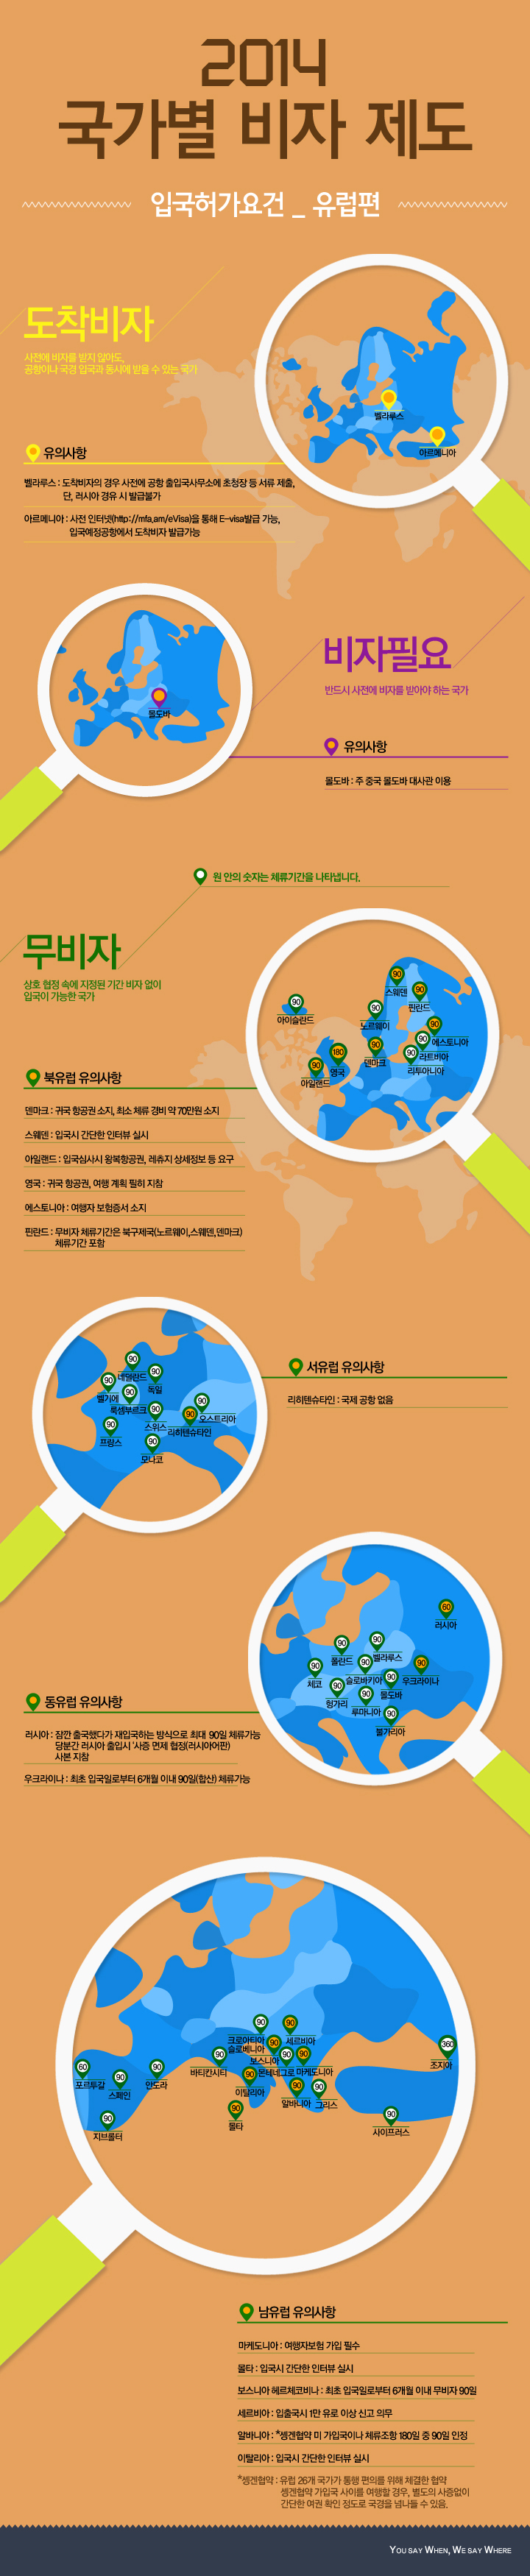 2014
국가별 비자 제도
입국허가요건 _ 유럽편
도착비자
사전에 비자를 받지 않아도,
공항이나 국경 입국과 동시에 받을 수 있는 국가
벨라루스
아르메니아
유의사항
벨라루스 : 도착비자의 경우 사전에 공항 출입국사무소에 초청장 등 서류 제출,
단, 러시아 경유 시 발급불가
아르메니아 : 사전 인터넷(http://mfa.am/eVisa)을 통해 E-visa발급 가능,
입국예정공항에서 도착비자 발급가능
몰도바
비자필요
반드시 사전에 비자를 받아야 하는 국가
유의사항
몰도바 : 주 중국 몰도바 대사관 이용
원 안의 숫자는 체류기간을 나타냅니다.
무비자
상호 협정 속에 지정된 기간 비자 없이
입국이 가능한 국가
90
스웨덴
90
핀란드
90
아이슬란드
90
노르웨이
90
에스토니아
90
라트비아
90
리투아니아
90
덴마크
180
영국
90
아일랜드
북유럽 유의사항
덴마크 : 귀국 항공권 소지, 최소 체류 경비 약 70만원 소지
스웨덴 : 입국시 간단한 인터뷰 실시
아일랜드 : 입국심사시 왕복항공권, 레츄지 상세정보 등 요구
영국 : 귀국 항공권, 여행 계획 필히 지참
에스토니아 : 여행자 보험증서 소지
핀란드 : 무비자 체류기간은 북구제국(노르웨이,스웨덴,덴마크)
체류기간 포함
90
네덜란드
90
독일
90
벨기에
90
룩셈부르크
90
스위스
90
리히텐슈타인
90
오스트리아
90
프랑스
90
모나코
서유럽 유의사항
리히텐슈타인 : 국제 공항 없음
60
러시아
90
폴란드
90
벨라루스
90
체코
90
슬로바키아
90
우크라이나
90
헝가리
90
몰도바
90
루마니아
90
불가리아
동유럽 유의사항
러시아 : 잠깐 출국했다가 재입국하는 방식으로 최대 90일 체류가능
당분간 러시아 출입시 '사증 면제 협정(러시아어판)
사본 지참
우크라이나 : 최초 입국일로부터 6개월 이내 90일(합산) 체류가능
90
크로아티아
슬로베니아
90
세르비아
90
보스니아
90
몬테네그로
90
마케도니아
360
조지아
60
포르투갈
90
스페인
90
안도라
90
바티칸시티
90
이탈리아
90
알바니아
90
그리스
90
몰타
90
지브롤터
90
사이프러스
남유럽 유의사항
마케도니아 : 여행자보험 가입 필수
몰타 : 입국시 간단한 인터뷰 실시
보스니아 헤르체코비나 : 최초 입국일로부터 6개월 이내 무비자 90일
세르비아 : 입출국시 1만 유로 이상 신고 의무
알바니아 : *솅겐협약 미 가입국이나 체류조항 180일 중 90일 인정
이탈리아 : 입국시 간단한 인터뷰 실시
*솅겐협약 : 유럽 26개 국가가 통행 편의를 위해 체결한 협약
솅겐협약 가입국 사이를 여행할 경우, 별도의 사증없이
간단한 여권 확인 정도로 국경을 넘나들 수 있음.
YOU SAY WHEN, WE SAY WHERE